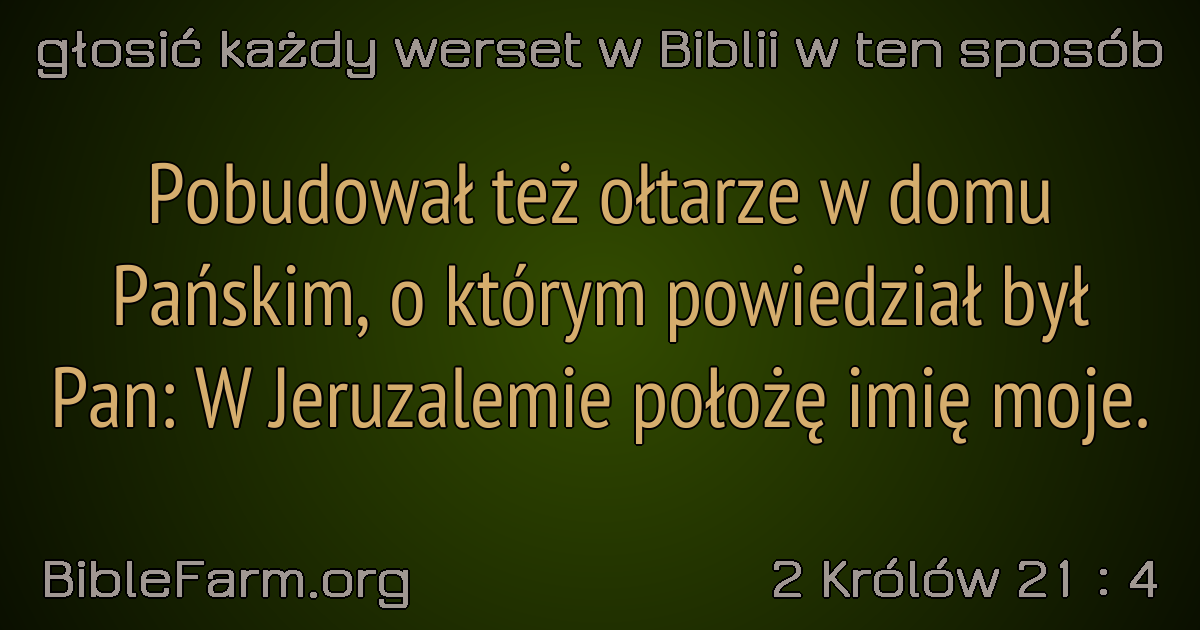 głosić każdy werset w Biblii w ten sposób
Pobudował też ołtarze w domu
Pańskim, o którym powiedział był
Pan: W Jeruzalemie położę imię moje.
BibleFarm.org
2 Królów 21 : 4